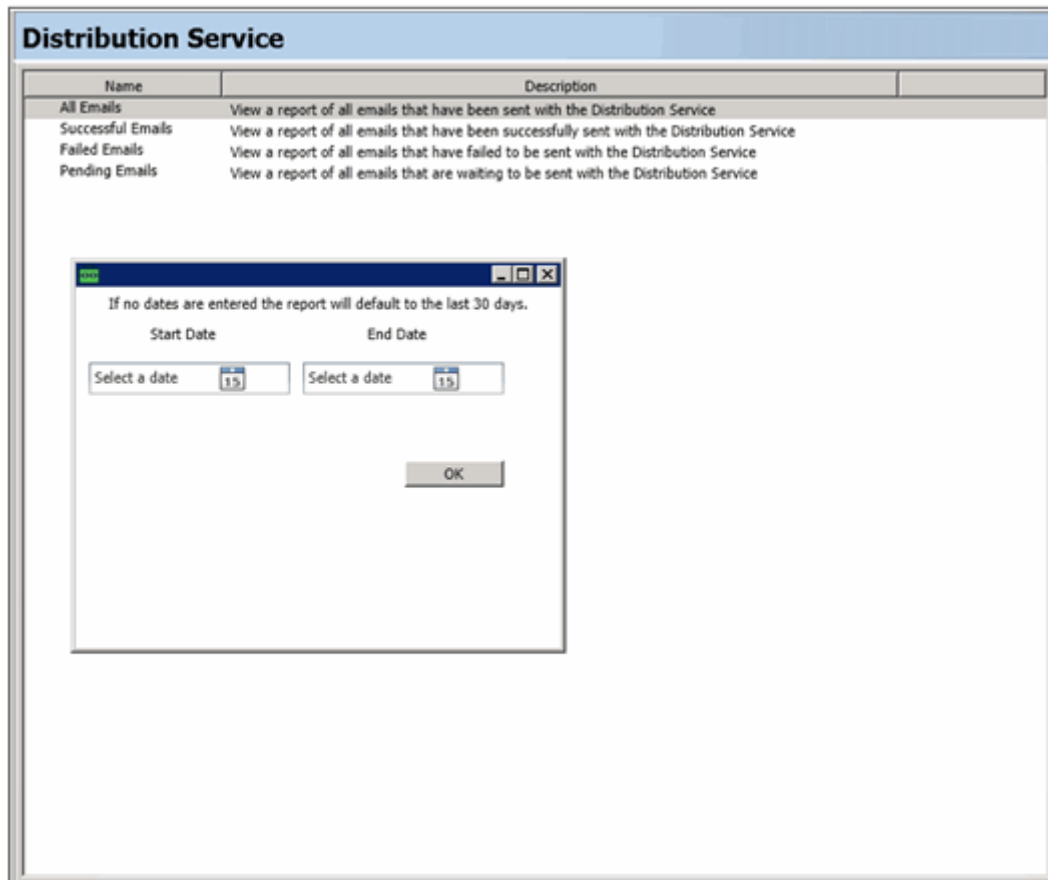 Distribution Service
Name Description
All Emails View a report of all emails that have been sent with the Distribution Service
Successful Emails View a report of all emails that have been successfully sent with the Distribution Service
Failed Emails View a report of all emails that have failed to be sent with the Distribution Service
Pending Emails View a report of all emails that are waiting to be sent with the Distribution Service
If no dates are entered the report will default to the last 30 days.
Start Date End Date
Select a date 15 Select a date 15
OK